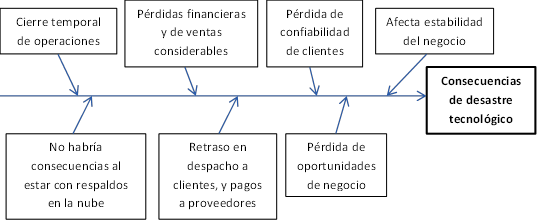 Cierre temporal
de operaciones
Pérdidas financieras
y de ventas
considerables
Pérdida de
confiabilidad
de clientes
Afecta estabilidad
del negocio
Consecuencias
de desastre
tecnológico
No habría
consecuencias al
estar con respaldos
en la nube
Retraso en
despacho a
clientes, y pagos
a proveedores
Pérdida de
oportunidades
de negocio